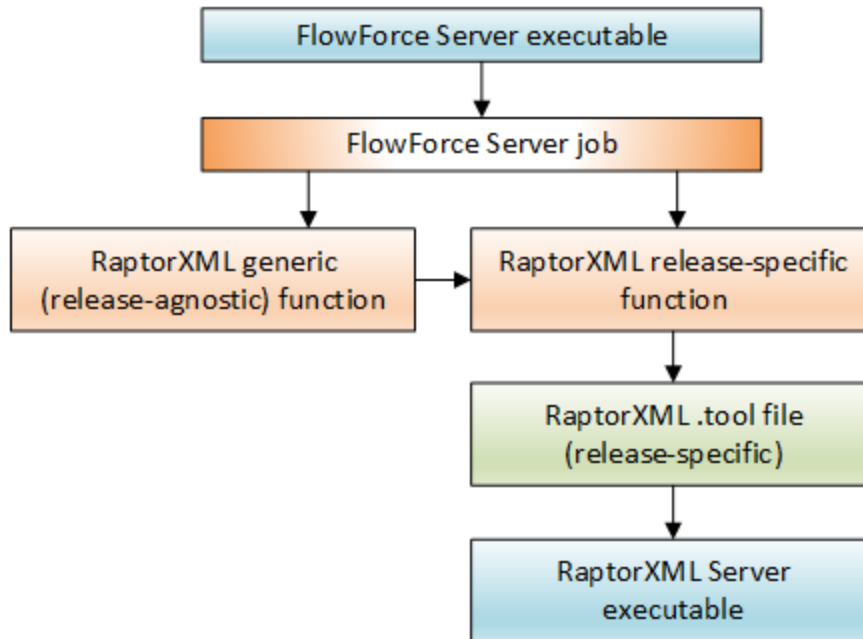 FlowForce Server executable
FlowForce Server job
RaptorXML generic
(release-agnostic) function
RaptorXML release-specific
function
RaptorXML .tool file
(release-specific)
RaptorXML Server
executable